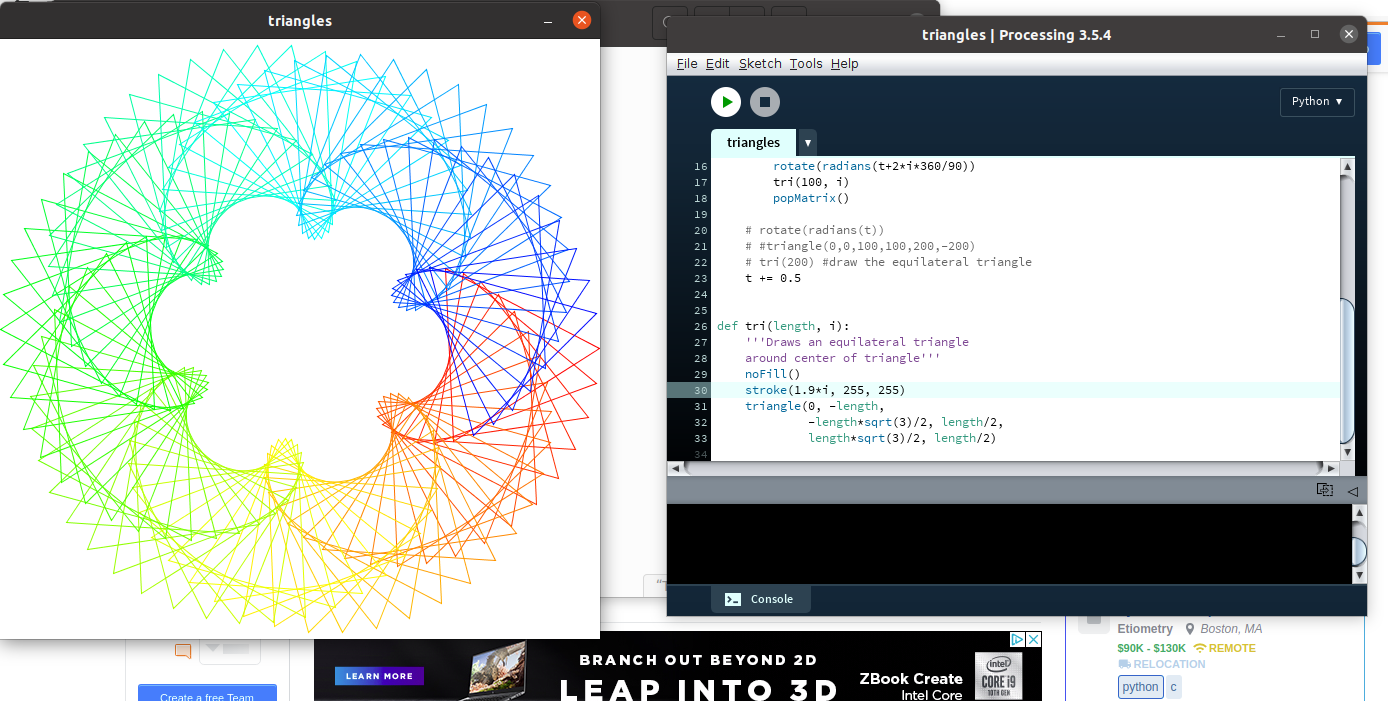 triangles
triangles | Processing 3.5.4
File Edit Sketch Tools Help
Python ▼
triangles ▼
16 rotate(radians(t+2*i*360/90))
17 tri(100, i)
18 popMatrix()
19
20 # rotate(radians(t))
21 # #triangle(0,0,100,100,200,-200)
22 # tri(200) #draw the equilateral triangle
23 t += 0.5
24
25
26 def tri(length, i):
27 '''Draws an equilateral triangle
28 around center of triangle'''
29 noFill()
30 stroke(1.9*i, 255, 255)
31 triangle(0, -length,
32 -length*sqrt(3)/2, length/2,
33 length*sqrt(3)/2, length/2)
34
Console
Create a free Team
LEARN MORE
BRANCH OUT BEYOND 2D
LEAP INTO 3D
ZBook Create
Intel Core
intel
CORE i9
10TH GEN
Etiometry Boston, MA
$90K - $130K REMOTE
RELOCATION
python c